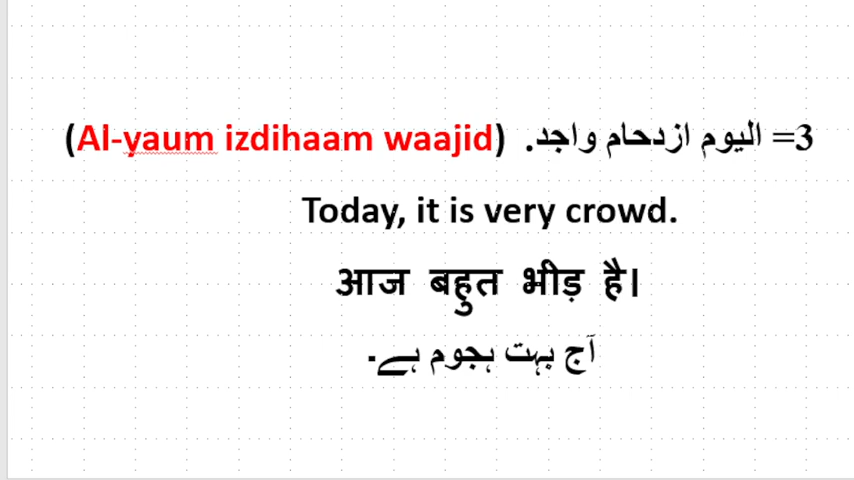 3= اليوم ازدحام واجد. (Al-yaum izdihaam waajid)
Today, it is very crowd.
आज बहुत भीड़ है।
آج بہت ہجوم ہے۔